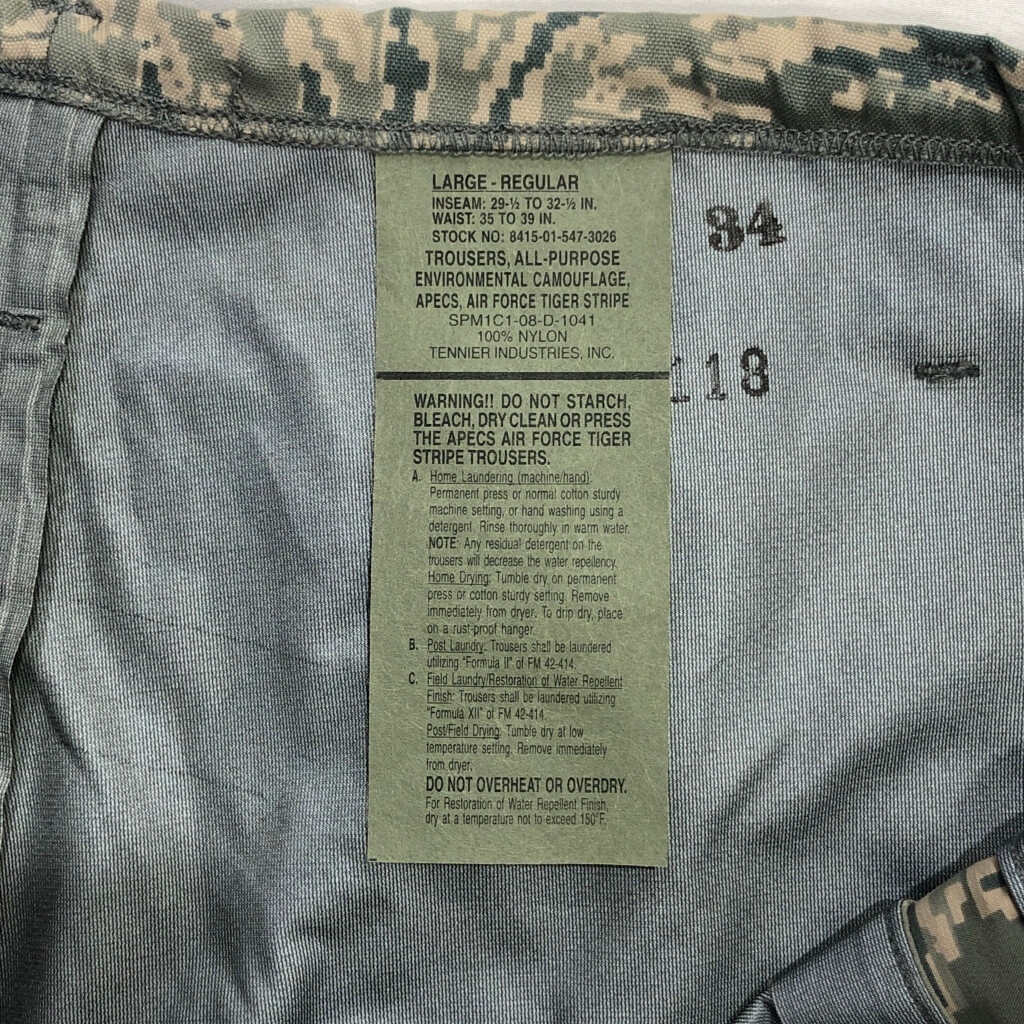 LARGE - REGULAR
INSEAM: 29-½ TO 32-½ IN.
WAIST: 35 TO 39 IN.
STOCK NO: 8415-01-547-3026
TROUSERS, ALL-PURPOSE
ENVIRONMENTAL CAMOUFLAGE,
APECS, AIR FORCE TIGER STRIPE
SPM1C1-08-D-1041
100% NYLON
TENNIER INDUSTRIES, INC.
34
118
WARNING!! DO NOT STARCH,
BLEACH, DRY CLEAN OR PRESS
THE APECS AIR FORCE TIGER
STRIPE TROUSERS.
A. Home Laundering (machine/hand):
Permanent press or normal cotton sturdy
machine setting, or hand washing using a
detergent. Rinse thoroughly in warm water.
NOTE: Any residual detergent on the
trousers will decrease the water repellency.
Home Drying: Tumble dry on permanent
press or cotton sturdy setting. Remove
immediately from dryer. To drip dry, place
on a rust-proof hanger.
B. Post Laundry: Trousers shall be laundered
utilizing "Formula II" of FM 42-414.
C. Field Laundry/Restoration of Water Repellent
Finish: Trousers shall be laundered utilizing
"Formula XII" of FM 42-414.
Post/Field Drying: Tumble dry at low
temperature setting. Remove immediately
from dryer.
DO NOT OVERHEAT OR OVERDRY.
For Restoration of Water Repellent Finish,
dry at a temperature not to exceed 150°F.